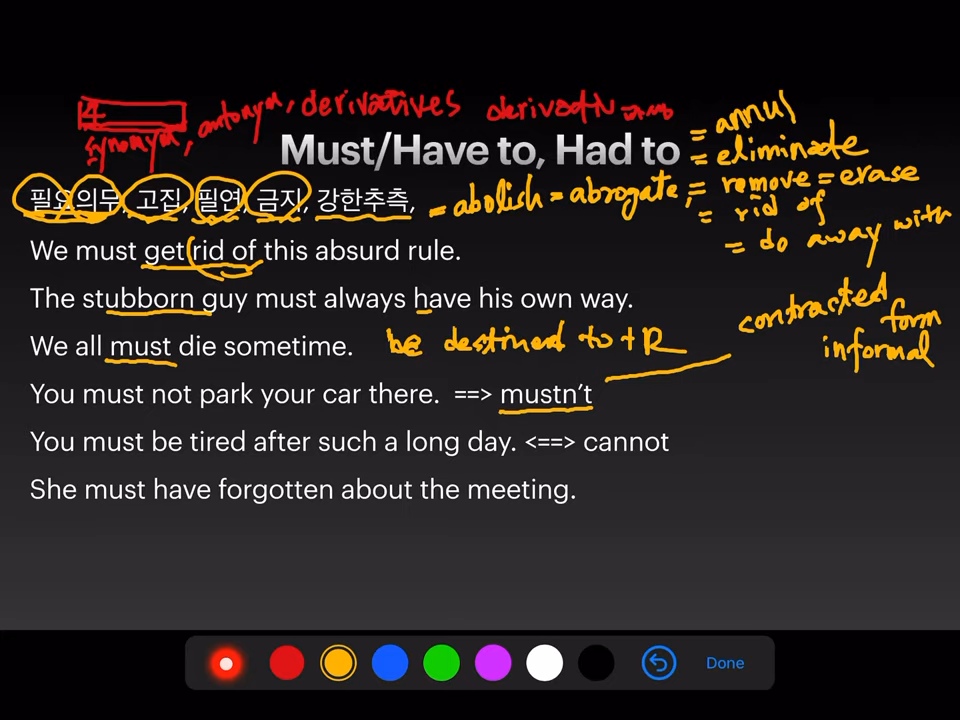 synonym, antonym, derivatives
Must/Have to, Had to
= annul
= eliminate
필요의무, 고집, 필연, 금지, 강한추측, = abolish = abrogate, = remove = erase
= rid of
= do away with
We must get rid of this absurd rule.
The stubborn guy must always have his own way.
We all must die sometime. be destined to + R
contracted form
informal
You must not park your car there. ==> mustn't
You must be tired after such a long day. <==> cannot
She must have forgotten about the meeting.
Done